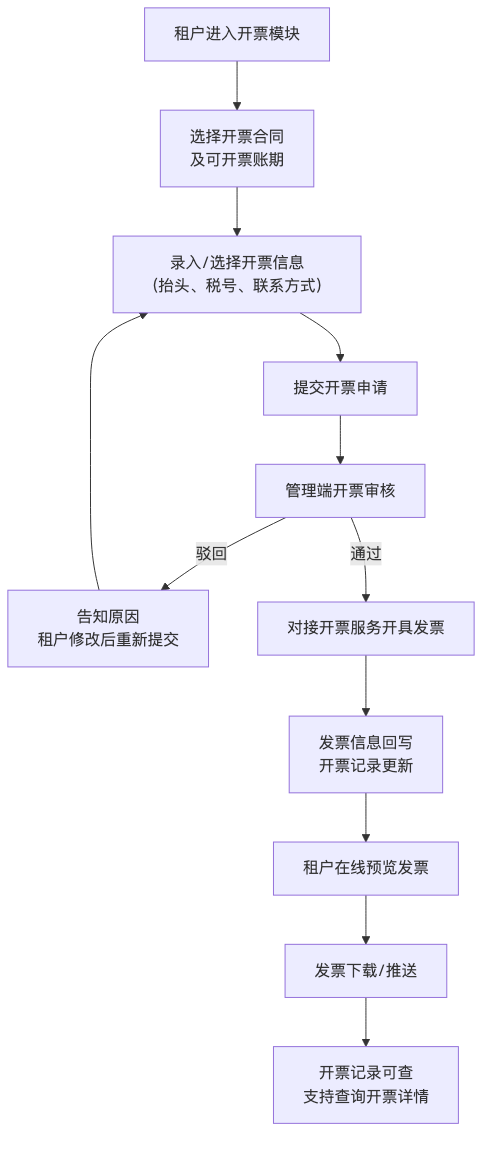 租户进入开票模块
选择开票合同
及可开票账期
录入/选择开票信息
(抬头、税号、联系方式)
提交开票申请
管理端开票审核
驳回
通过
告知原因
租户修改后重新提交
对接开票服务开具发票
发票信息回写
开票记录更新
租户在线预览发票
发票下载/推送
开票记录可查
支持查询开票详情